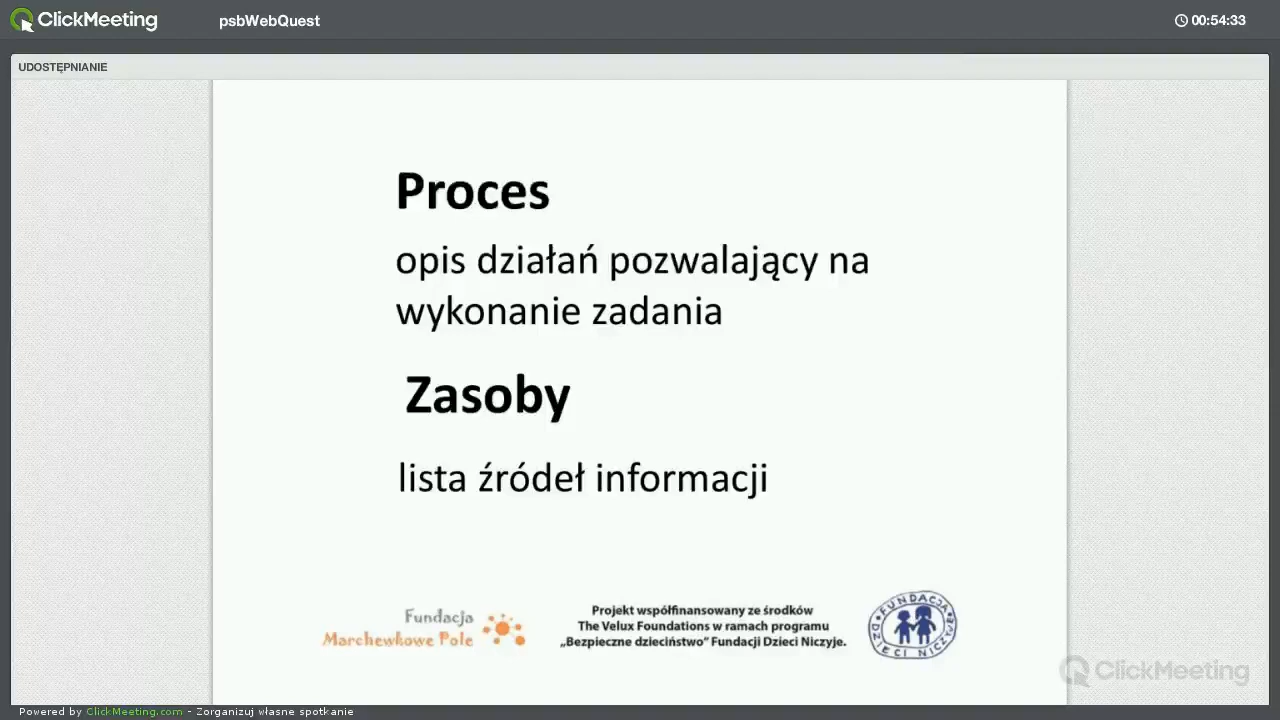 ClickMeeting
psbWebQuest
00:54:33
UDOSTĘPNIANIE
Proces
opis działań pozwalający na
wykonanie zadania
Zasoby
lista źródeł informacji
Fundacja
Marchewkowe Pole
Projekt współfinansowany ze środków
The Velux Foundations w ramach programu
„Bezpieczne dzieciństwo” Fundacji Dzieci Niczyje.
FUNDACJA
DZIECI NICZYJE
ClickMeeting
Powered by ClickMeeting.com - Zorganizuj własne spotkanie